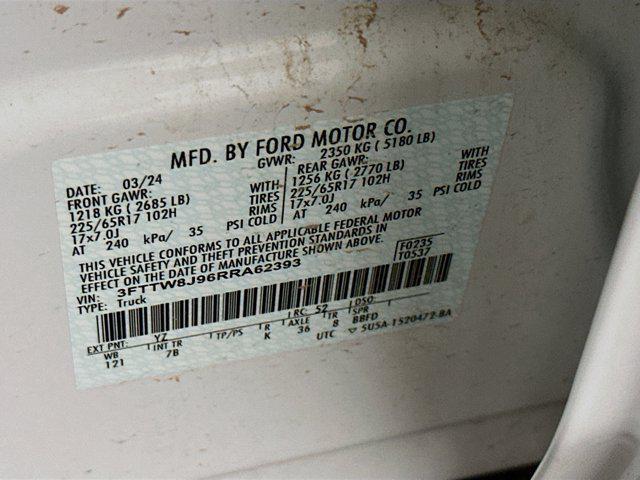 MFD. BY FORD MOTOR CO.
DATE: 03/24 GVWR: 2350 KG ( 5180 LB)
FRONT GAWR: WITH REAR GAWR: WITH
1218 KG ( 2685 LB) TIRES 1256 KG ( 2770 LB) TIRES
225/65R17 102H RIMS 225/65R17 102H RIMS
17x7.0J 17x7.0J
AT 240 kPa/ 35 PSI COLD AT 240 kPa/ 35 PSI COLD
THIS VEHICLE CONFORMS TO ALL APPLICABLE FEDERAL MOTOR
VEHICLE SAFETY AND THEFT PREVENTION STANDARDS IN
EFFECT ON THE DATE OF MANUFACTURE SHOWN ABOVE.
F0235
T0537
VIN: 3FTTW8J96RRA62393
TYPE: Truck
EXT PNT: YZ RC: 52 DSO:
WB INT TR TP/PS R AXLE TR SPR
121 7B K 36 8 BBFD
UTC 5U5A-1520472-BA